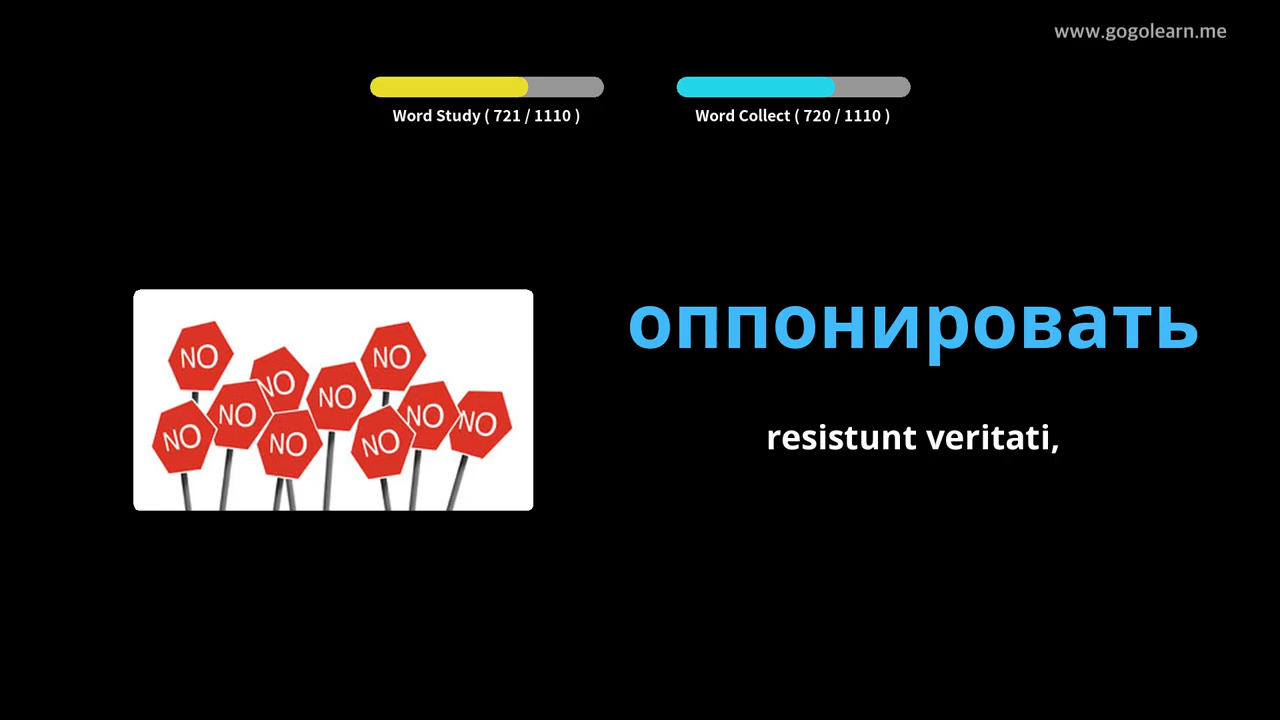 www.gogolearn.me
Word Study ( 721 / 1110 )
Word Collect ( 720 / 1110 )
NO
NO
NO
NO
NO
NO
NO
NO
NO
NO
оппонировать
resistunt veritati,